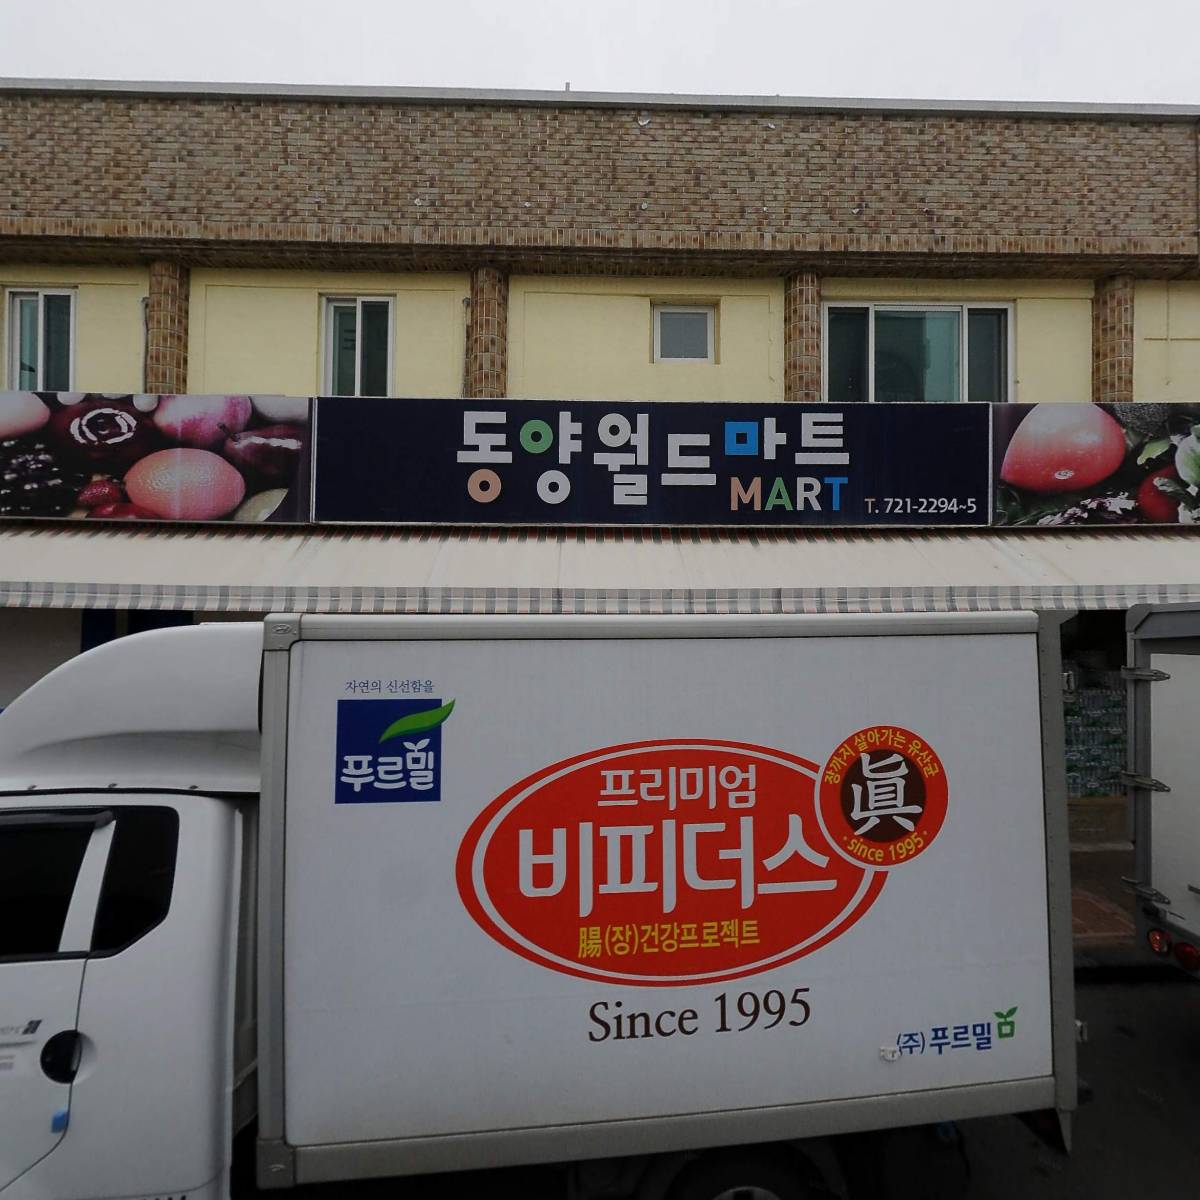 동양월드마트
MART T. 721-2294~5
자연의 신선함을
푸르밀
프리미엄
비피더스
腸(장)건강프로젝트
장까지 살아가는 유산균
眞
· since 1995 ·
Since 1995
(주)푸르밀